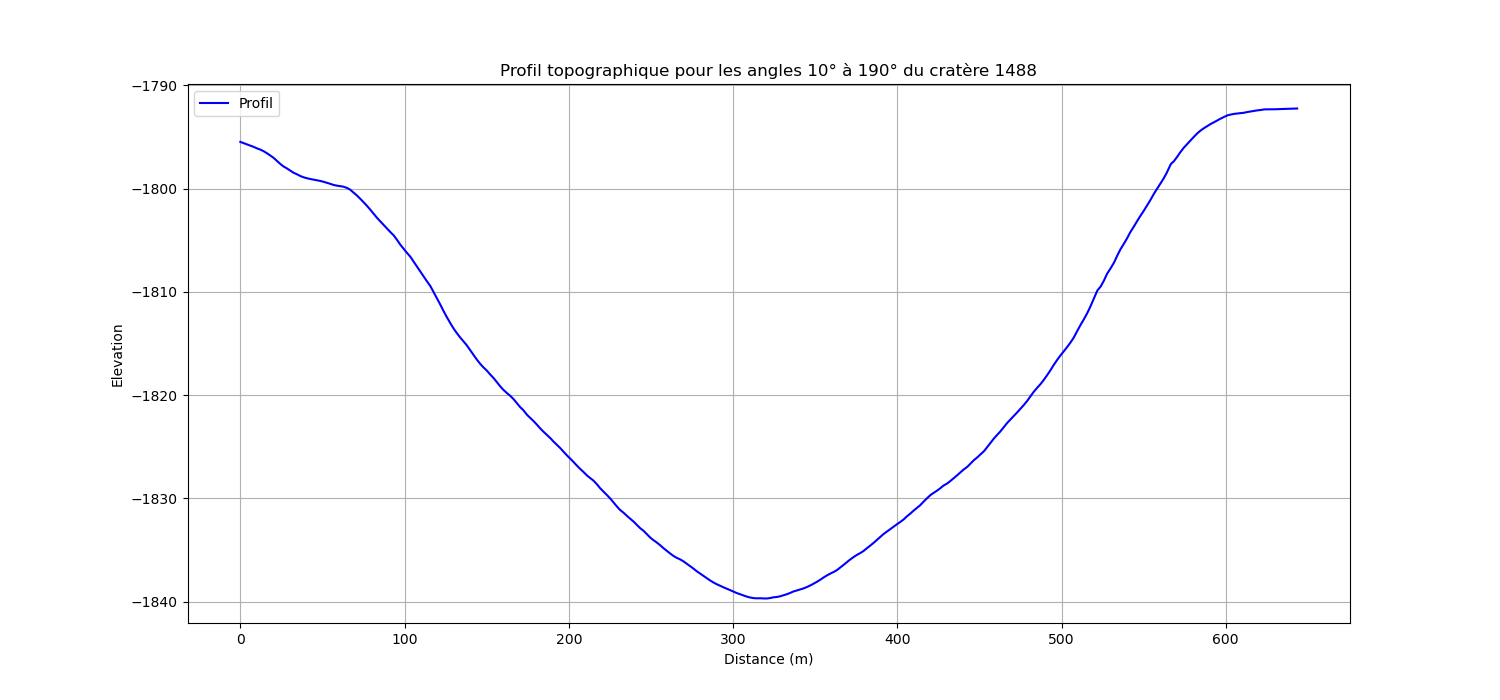 Profil topographique pour les angles 10° à 190° du cratère 1488
Profil
−1790
−1800
−1810
−1820
−1830
−1840
Elevation
0 100 200 300 400 500 600
Distance (m)